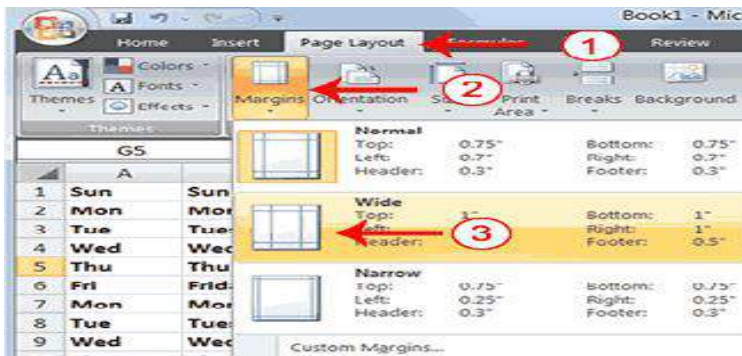 Book1 - Mic
Home Insert Page Layout Formulas 1 Review
Themes Colors Fonts Effects
Margins Orientation 2 Print Area Breaks Background
Themes
G5
A
1 Sun Sun
2 Mon Mon
3 Tue Tue
4 Wed Wed
5 Thu Thu
6 Fri Frid
7 Mon Mon
8 Tue Tue
9 Wed Wed
Normal
Top: 0.75" Bottom: 0.75"
Left: 0.7" Right: 0.7"
Header: 0.3" Footer: 0.3"
Wide
Top: 1" Bottom: 1"
Left: Right: 1"
Header: 3 Footer: 0.5"
Narrow
Top: 0.75" Bottom: 0.75"
Left: 0.25" Right: 0.25"
Header: 0.3" Footer: 0.3"
Custom Margins...